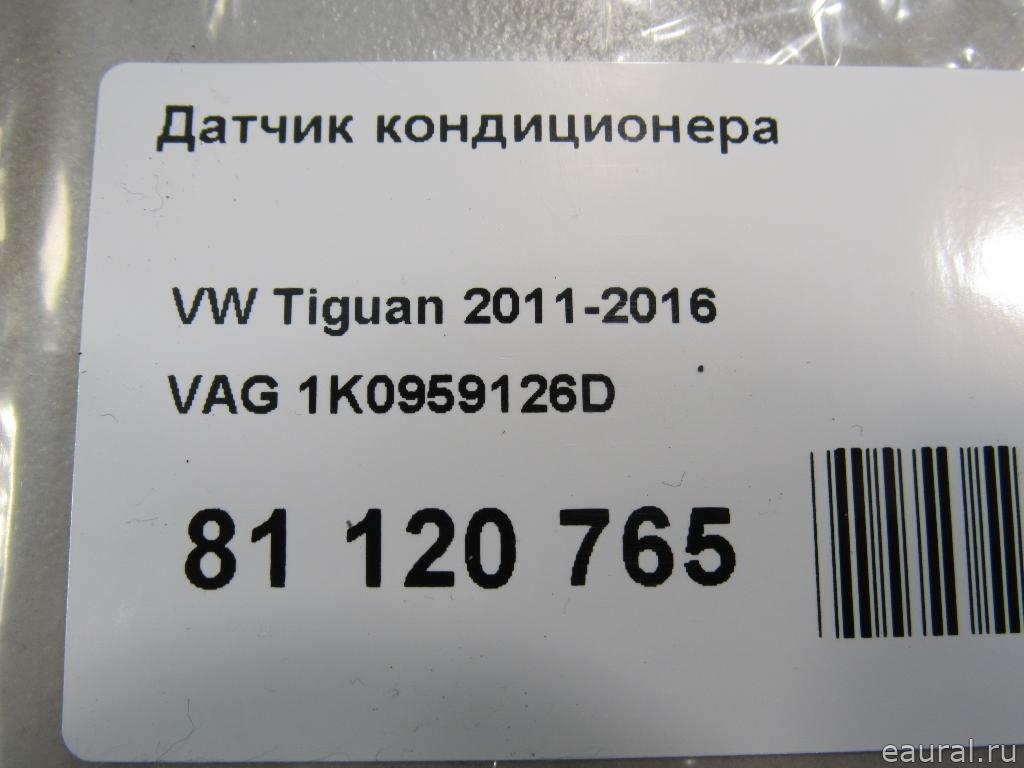 Датчик кондиционера
VW Tiguan 2011-2016
VAG 1K0959126D
81 120 765
eaural.ru